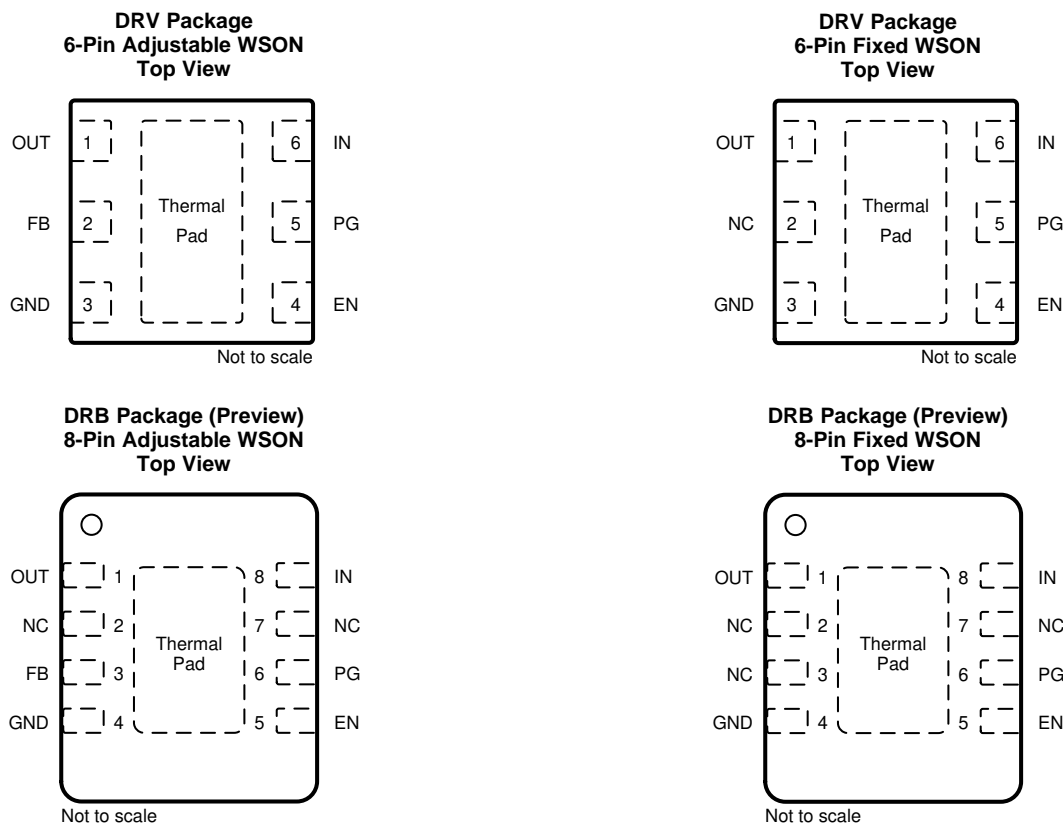 DRV Package
6-Pin Adjustable WSON
Top View
OUT 1 6 IN
FB 2 Thermal Pad 5 PG
GND 3 4 EN
Not to scale
DRV Package
6-Pin Fixed WSON
Top View
OUT 1 6 IN
NC 2 Thermal Pad 5 PG
GND 3 4 EN
Not to scale
DRB Package (Preview)
8-Pin Adjustable WSON
Top View
OUT 1 8 IN
NC 2 7 NC
Thermal
Pad
FB 3 6 PG
GND 4 5 EN
Not to scale
DRB Package (Preview)
8-Pin Fixed WSON
Top View
OUT 1 8 IN
NC 2 7 NC
Thermal
Pad
NC 3 6 PG
GND 4 5 EN
Not to scale